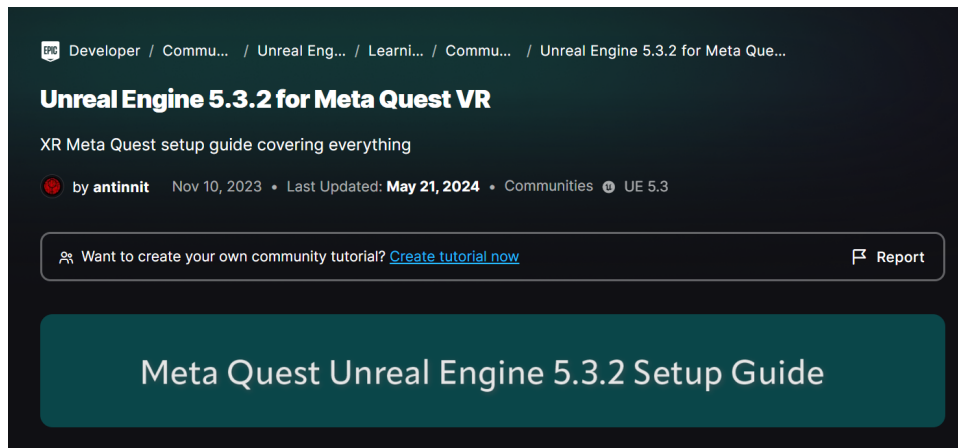 EPIC Developer / Commu... / Unreal Eng... / Learni... / Commu... / Unreal Engine 5.3.2 for Meta Que...
Unreal Engine 5.3.2 for Meta Quest VR
XR Meta Quest setup guide covering everything
by antinnit Nov 10, 2023 • Last Updated: May 21, 2024 • Communities UE 5.3
Want to create your own community tutorial? Create tutorial now Report
Meta Quest Unreal Engine 5.3.2 Setup Guide